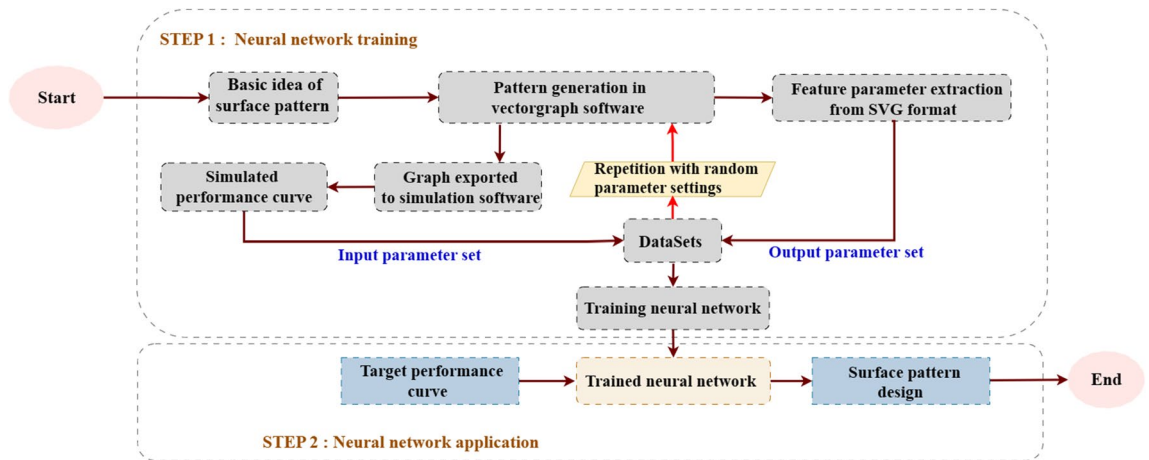 STEP 1 : Neural network training
Start
Basic idea of
surface pattern
Pattern generation in
vectorgraph software
Feature parameter extraction
from SVG format
Simulated
performance curve
Graph exported
to simulation software
Repetition with random
parameter settings
Input parameter set
DataSets
Output parameter set
Training neural network
Target performance
curve
Trained neural network
Surface pattern
design
End
STEP 2 : Neural network application